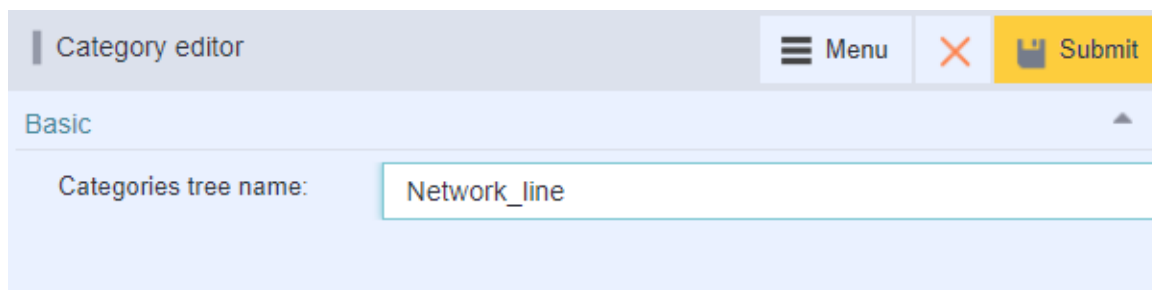 Category editor
Menu
Submit
Basic
Categories tree name:
Network_line